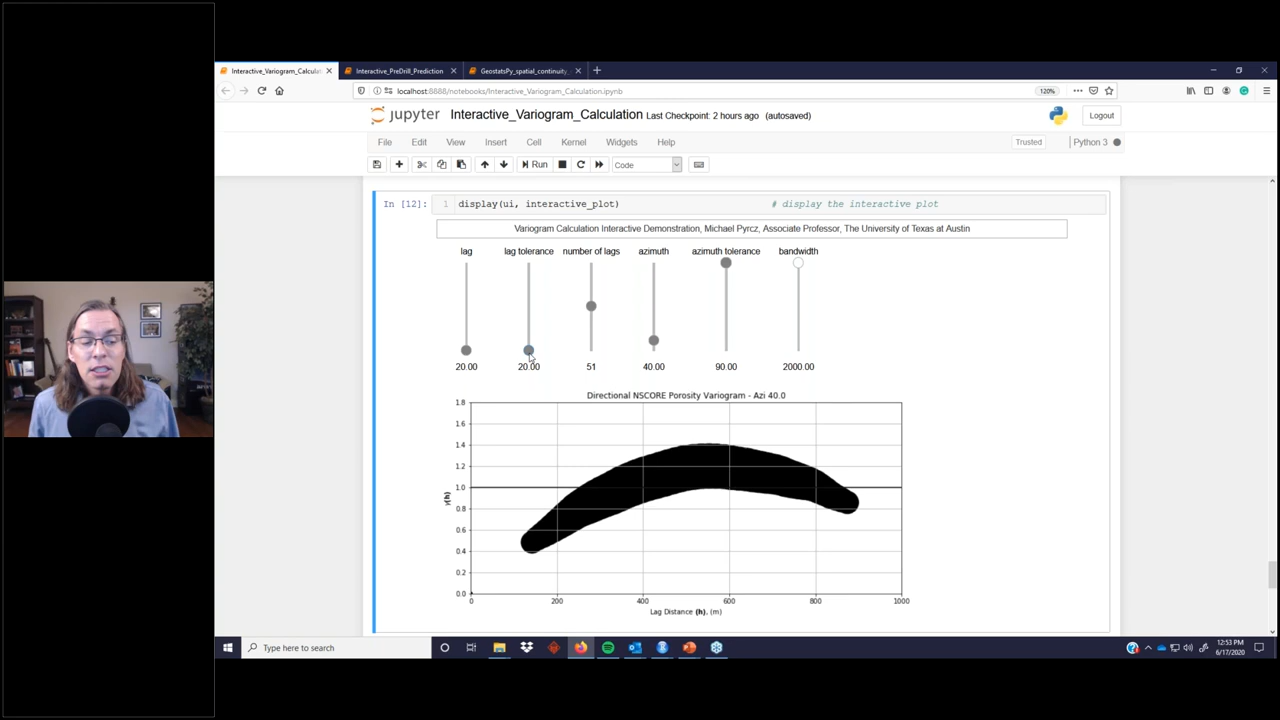 Interactive_Variogram_Calculat
Interactive_PreDrill_Prediction
GeostatsPy_spatial_continuity_
localhost:8888/notebooks/Interactive_Variogram_Calculation.ipynb
120%
jupyter Interactive_Variogram_Calculation Last Checkpoint: 2 hours ago (autosaved)
Logout
File Edit View Insert Cell Kernel Widgets Help
Trusted
Python 3
Run
Code
In [12]: 1 display(ui, interactive_plot) # display the interactive plot
Variogram Calculation Interactive Demonstration, Michael Pyrcz, Associate Professor, The University of Texas at Austin
lag lag tolerance number of lags azimuth azimuth tolerance bandwidth
20.00 20.00 51 40.00 90.00 2000.00
Directional NSCORE Porosity Variogram - Azi 40.0
1.8
1.6
1.4
1.2
1.0
0.8
0.6
0.4
0.2
0.0
γ(h)
0 200 400 600 800 1000
Lag Distance (h), (m)
Type here to search
12:53 PM
6/17/2020